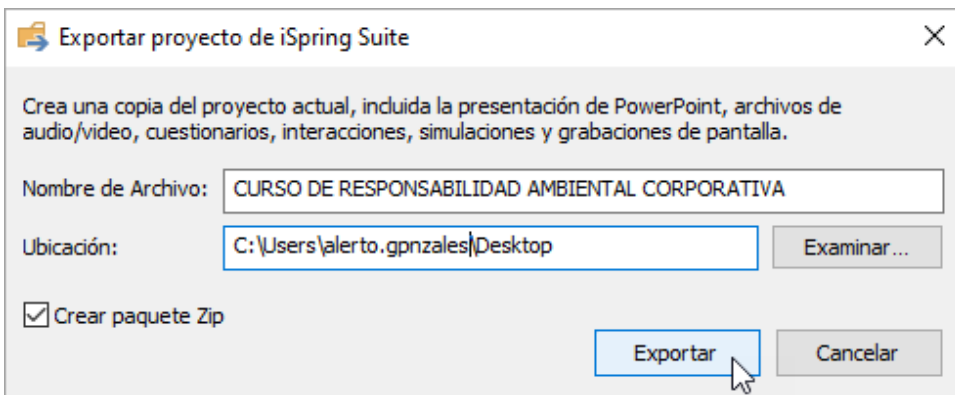 Exportar proyecto de iSpring Suite
Crea una copia del proyecto actual, incluida la presentación de PowerPoint, archivos de
audio/video, cuestionarios, interacciones, simulaciones y grabaciones de pantalla.
Nombre de Archivo: CURSO DE RESPONSABILIDAD AMBIENTAL CORPORATIVA
Ubicación: C:\Users\alerto.gpnzales\Desktop Examinar...
Crear paquete Zip
Exportar Cancelar